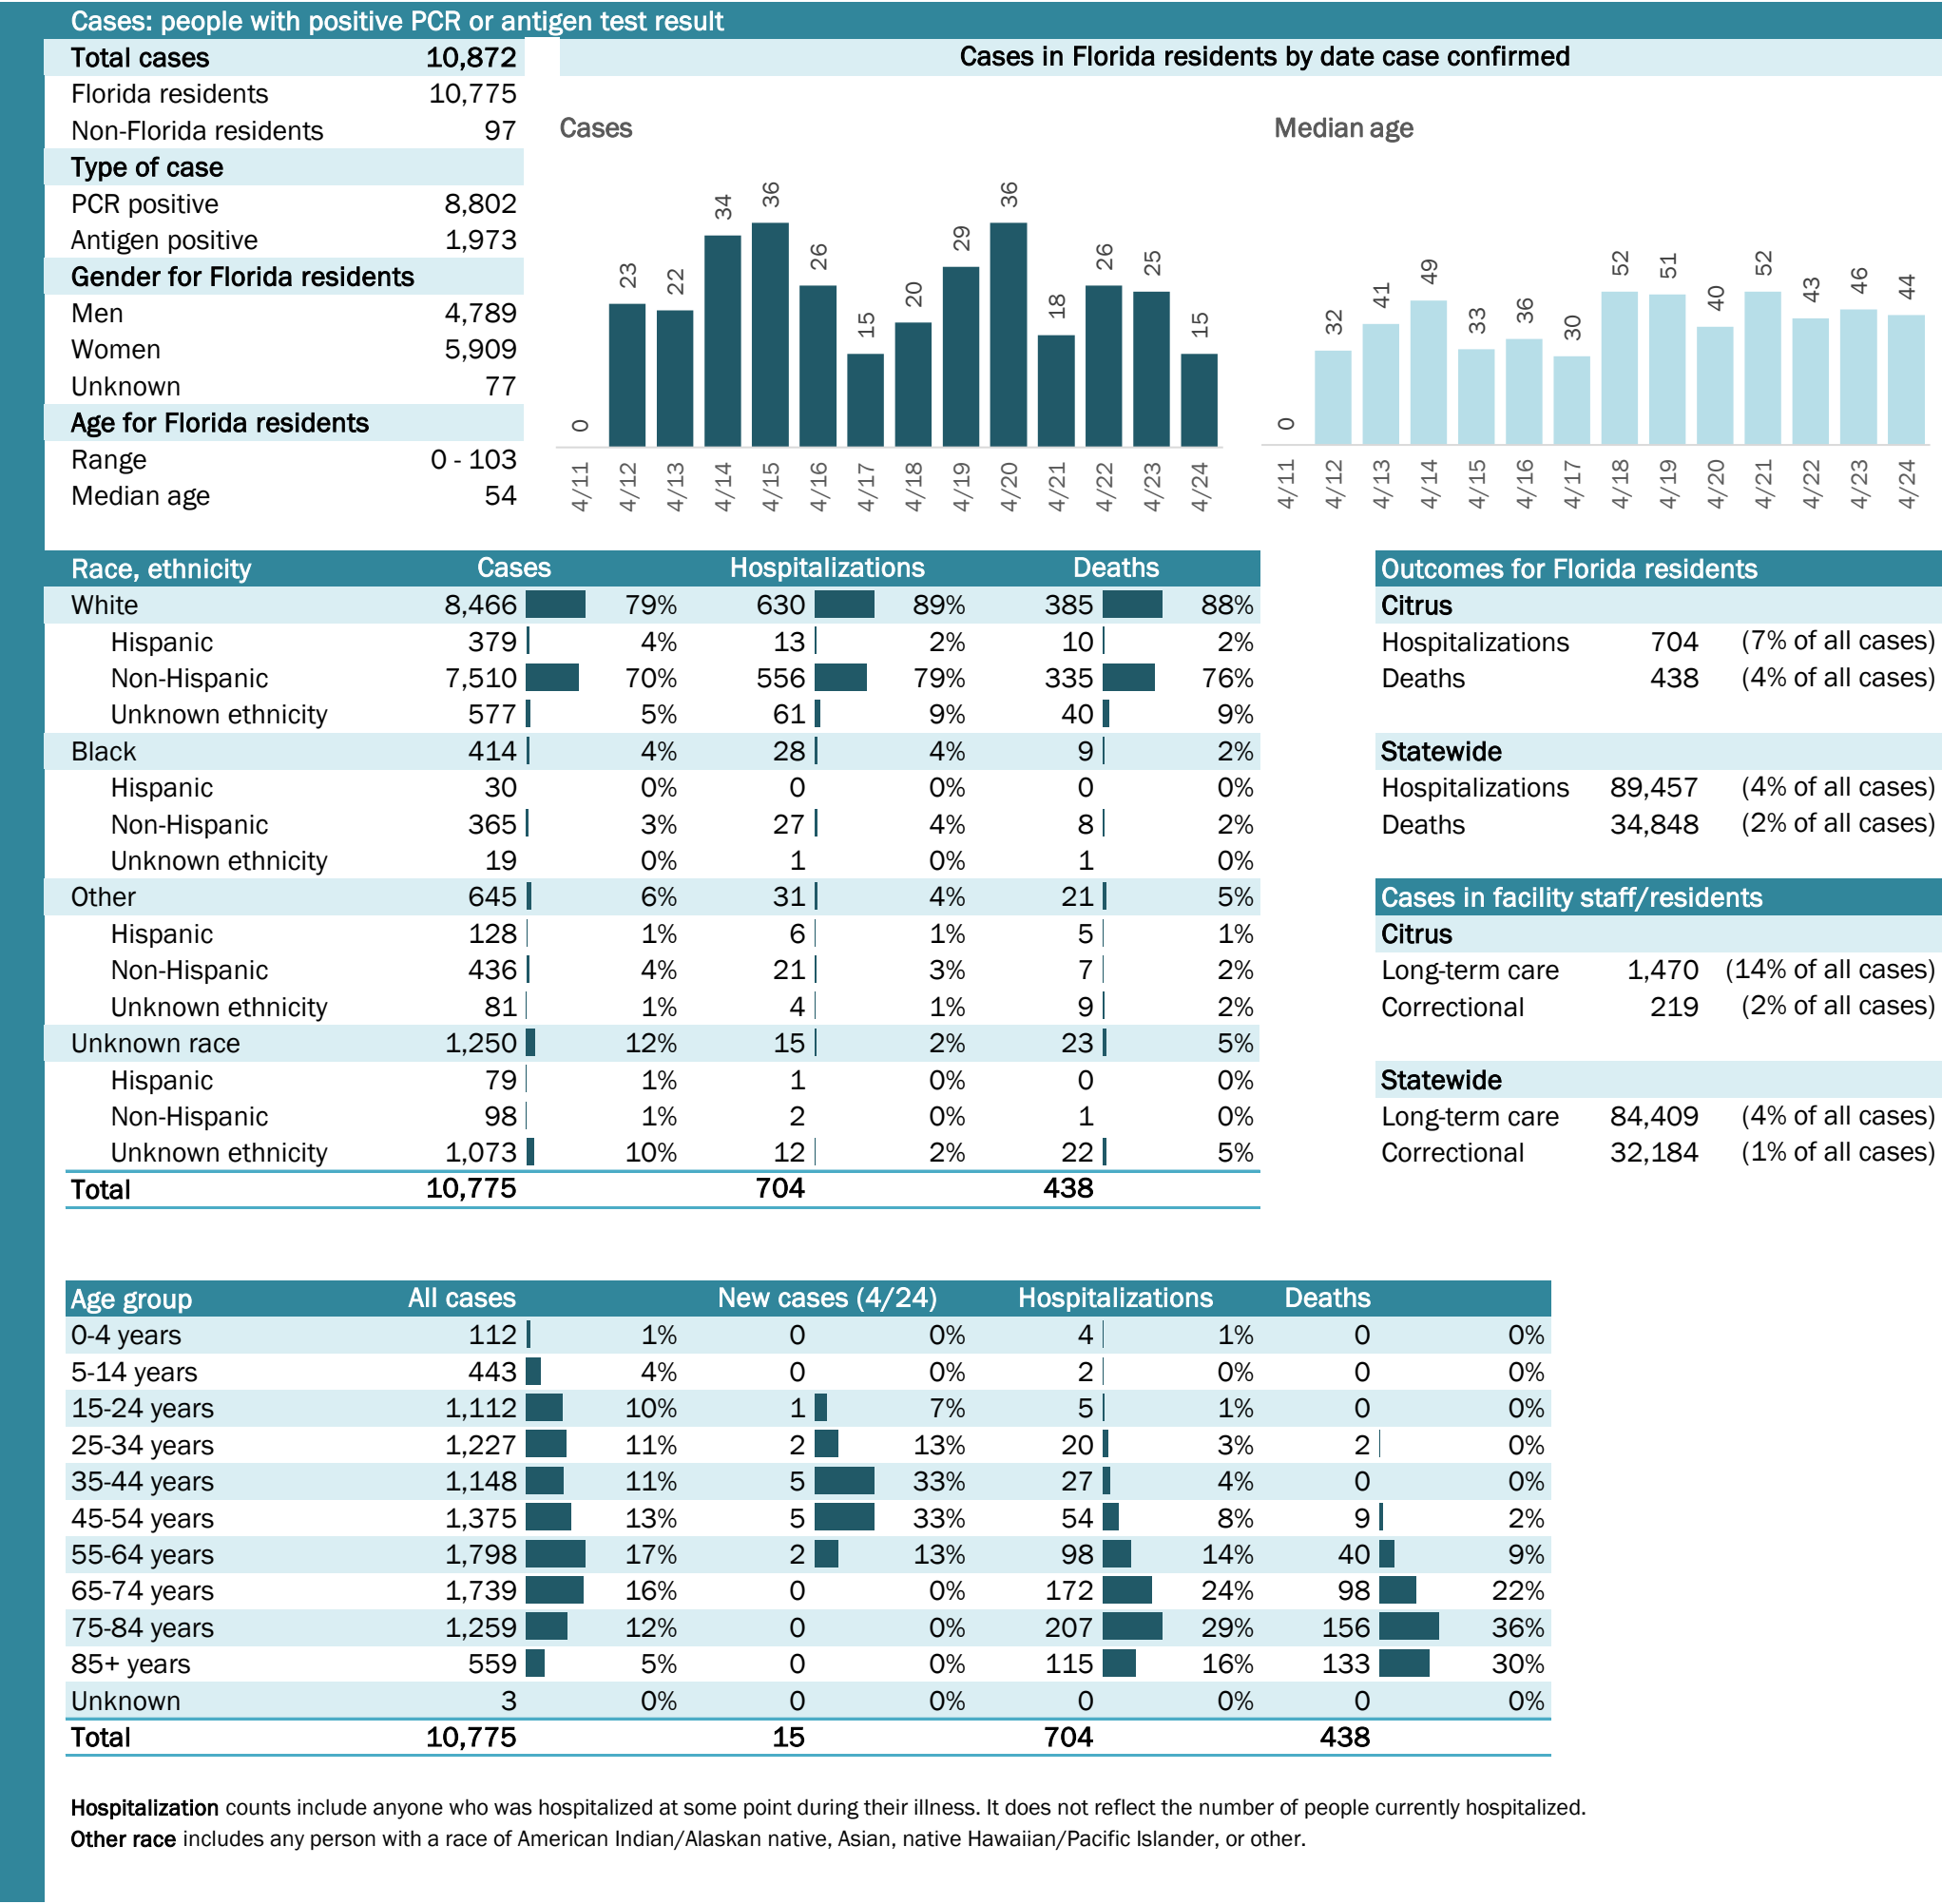 Cases: people with positive PCR or antigen test result
Total cases 10,872
Florida residents 10,775
Non-Florida residents 97
Type of case
PCR positive 8,802
Antigen positive 1,973
Gender for Florida residents
Men 4,789
Women 5,909
Unknown 77
Age for Florida residents
Range 0 - 103
Median age 54
Cases in Florida residents by date case confirmed
Cases
0 23 22 34 36 26 15 20 29 36 18 26 25 15
4/11 4/12 4/13 4/14 4/15 4/16 4/17 4/18 4/19 4/20 4/21 4/22 4/23 4/24
Median age
0 32 41 49 33 36 30 52 51 40 52 43 46 44
4/11 4/12 4/13 4/14 4/15 4/16 4/17 4/18 4/19 4/20 4/21 4/22 4/23 4/24
Race, ethnicity Cases Hospitalizations Deaths
White 8,466 79% 630 89% 385 88%
Hispanic 379 4% 13 2% 10 2%
Non-Hispanic 7,510 70% 556 79% 335 76%
Unknown ethnicity 577 5% 61 9% 40 9%
Black 414 4% 28 4% 9 2%
Hispanic 30 0% 0 0% 0 0%
Non-Hispanic 365 3% 27 4% 8 2%
Unknown ethnicity 19 0% 1 0% 1 0%
Other 645 6% 31 4% 21 5%
Hispanic 128 1% 6 1% 5 1%
Non-Hispanic 436 4% 21 3% 7 2%
Unknown ethnicity 81 1% 4 1% 9 2%
Unknown race 1,250 12% 15 2% 23 5%
Hispanic 79 1% 1 0% 0 0%
Non-Hispanic 98 1% 2 0% 1 0%
Unknown ethnicity 1,073 10% 12 2% 22 5%
Total 10,775 704 438
Outcomes for Florida residents
Citrus
Hospitalizations 704 (7% of all cases)
Deaths 438 (4% of all cases)
Statewide
Hospitalizations 89,457 (4% of all cases)
Deaths 34,848 (2% of all cases)
Cases in facility staff/residents
Citrus
Long-term care 1,470 (14% of all cases)
Correctional 219 (2% of all cases)
Statewide
Long-term care 84,409 (4% of all cases)
Correctional 32,184 (1% of all cases)
Age group All cases New cases (4/24) Hospitalizations Deaths
0-4 years 112 1% 0 0% 4 1% 0 0%
5-14 years 443 4% 0 0% 2 0% 0 0%
15-24 years 1,112 10% 1 7% 5 1% 0 0%
25-34 years 1,227 11% 2 13% 20 3% 2 0%
35-44 years 1,148 11% 5 33% 27 4% 0 0%
45-54 years 1,375 13% 5 33% 54 8% 9 2%
55-64 years 1,798 17% 2 13% 98 14% 40 9%
65-74 years 1,739 16% 0 0% 172 24% 98 22%
75-84 years 1,259 12% 0 0% 207 29% 156 36%
85+ years 559 5% 0 0% 115 16% 133 30%
Unknown 3 0% 0 0% 0 0% 0 0%
Total 10,775 15 704 438
Hospitalization counts include anyone who was hospitalized at some point during their illness. It does not reflect the number of people currently hospitalized.
Other race includes any person with a race of American Indian/Alaskan native, Asian, native Hawaiian/Pacific Islander, or other.